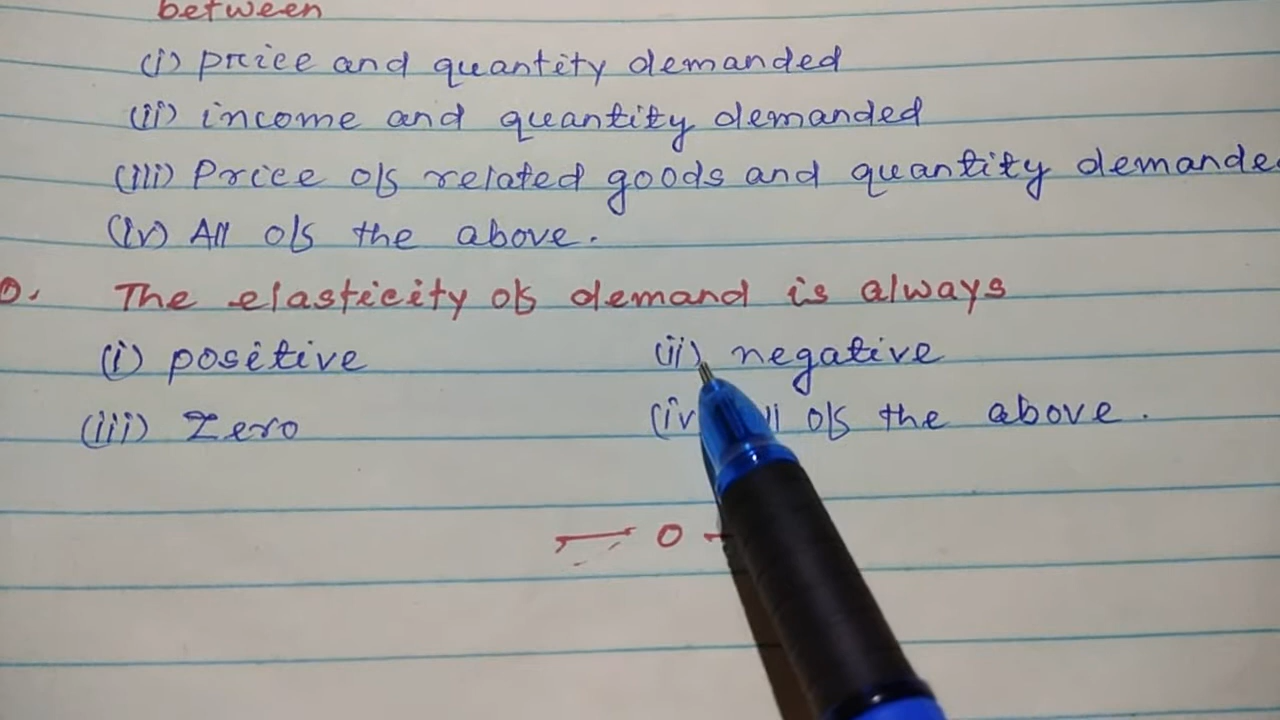 between
(i) price and quantity demanded
(ii) income and quantity demanded
(iii) Price of related goods and quantity demande
(iv) All of the above.
The elasticity of demand is always
(i) positive (ii) negative
(iii) Zero (iv) of the above.